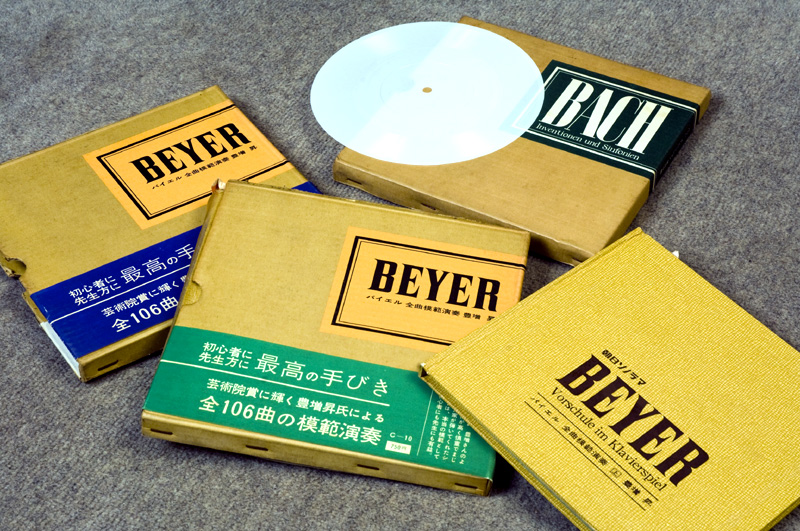 BACH
Inventionen und Sinfonien
BEYER
バイエル 全曲模範演奏 豊増 昇
初心者に
先生方に 最高の手び
芸術院賞に輝く豊
全106曲
BEYER
バイエル 全曲模範演奏 豊増 昇
初心者に
先生方に 最高の手びき
芸術院賞に輝く豊増昇氏による
全106曲の模範演奏
C—10
朝日ソノラマ
BEYER
Vorschule im Klavierspiel
バイエル 全曲模範演奏 上 豊増 昇